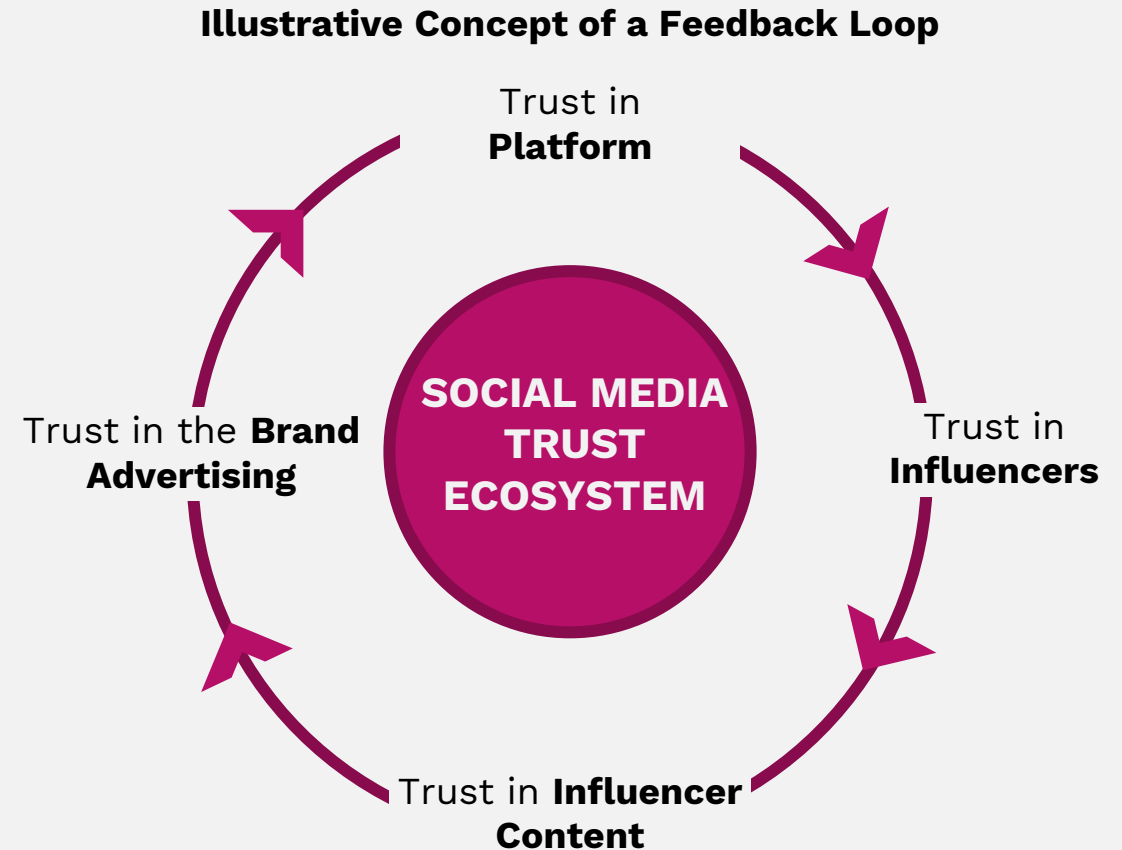 Illustrative Concept of a Feedback Loop
Trust in
Platform
Trust in
Influencers
Trust in Influencer
Content
Trust in the Brand
Advertising
SOCIAL MEDIA
TRUST
ECOSYSTEM